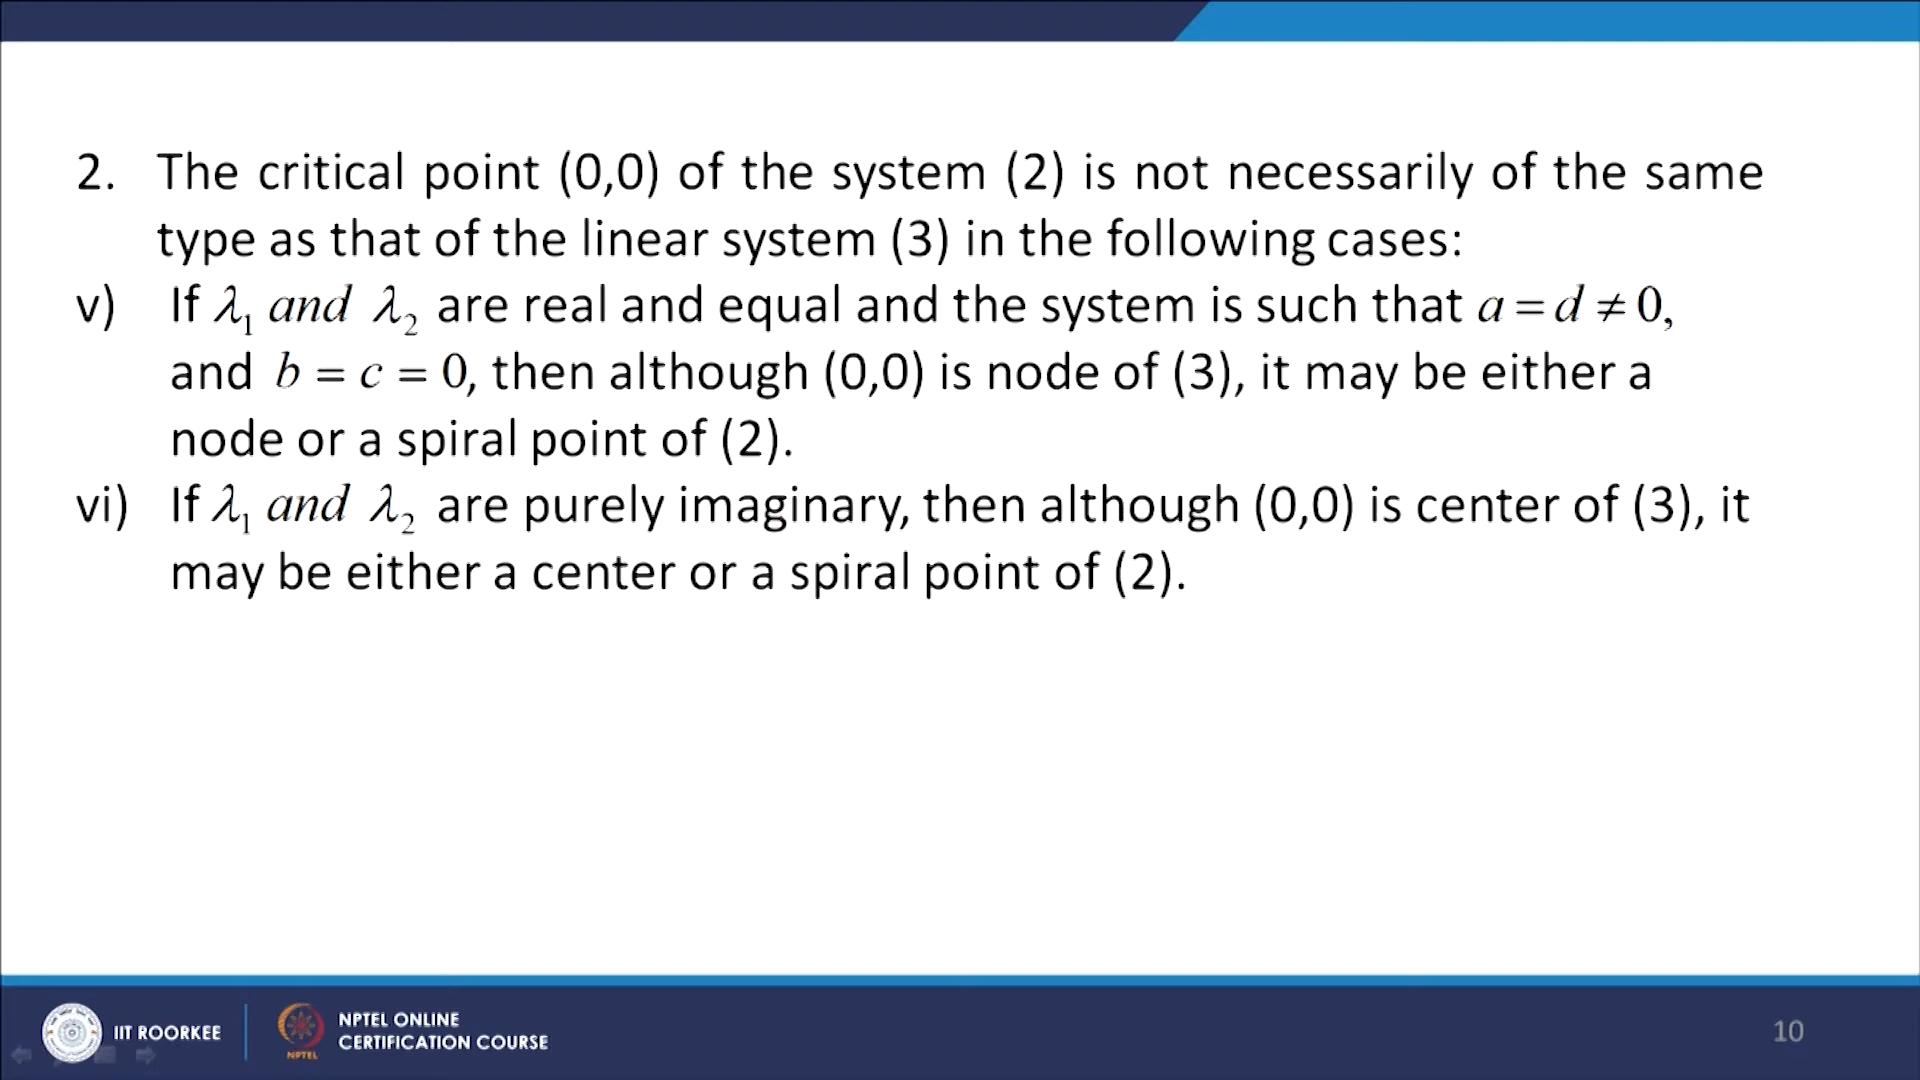 2. The critical point (0,0) of the system (2) is not necessarily of the same
type as that of the linear system (3) in the following cases:
v) If λ₁ and λ₂ are real and equal and the system is such that a = d ≠ 0,
and b = c = 0, then although (0,0) is node of (3), it may be either a
node or a spiral point of (2).
vi) If λ₁ and λ₂ are purely imaginary, then although (0,0) is center of (3), it
may be either a center or a spiral point of (2).
IIT ROORKEE
NPTEL
NPTEL ONLINE
CERTIFICATION COURSE
10